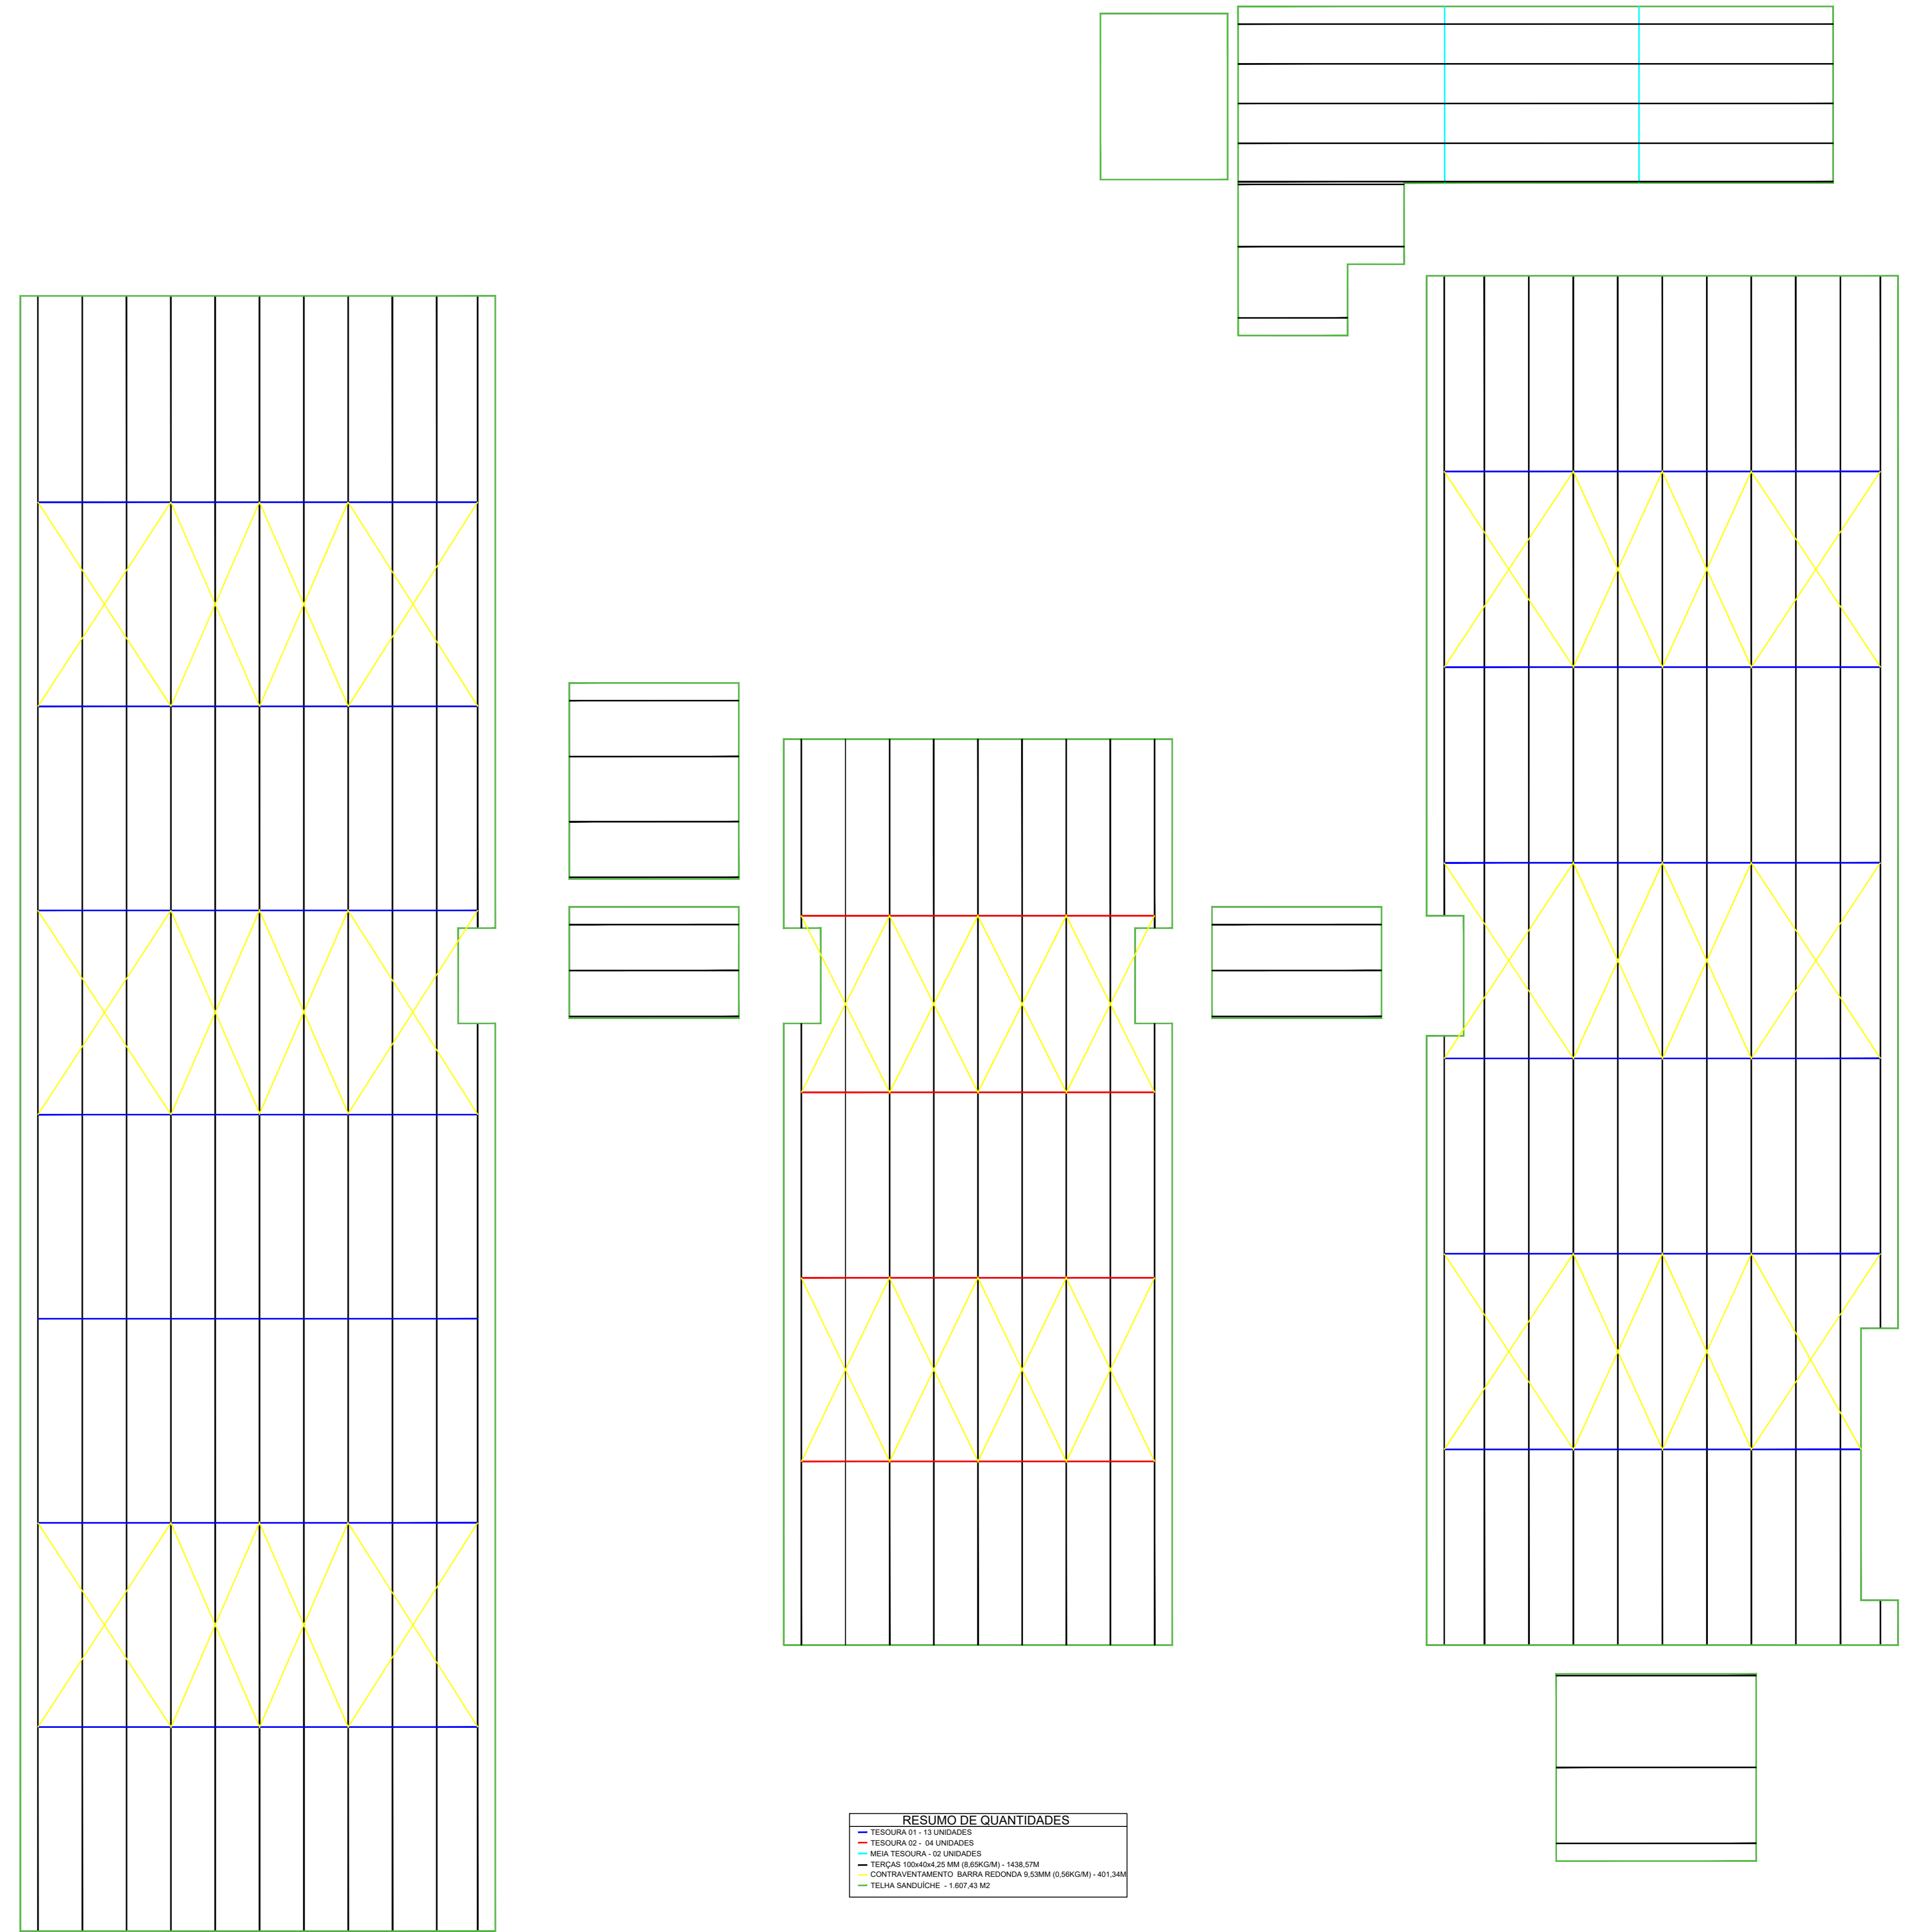 RESUMO DE QUANTIDADES
TESOURA 01 - 13 UNIDADES
TESOURA 02 - 04 UNIDADES
MEIA TESOURA - 02 UNIDADES
TERÇAS 100x40x4,25 MM (8,65KG/M) - 1438,57M
CONTRAVENTAMENTO BARRA REDONDA 9,53MM (0,56KG/M) - 401,34M
TELHA SANDUÍCHE - 1.607,43 M2